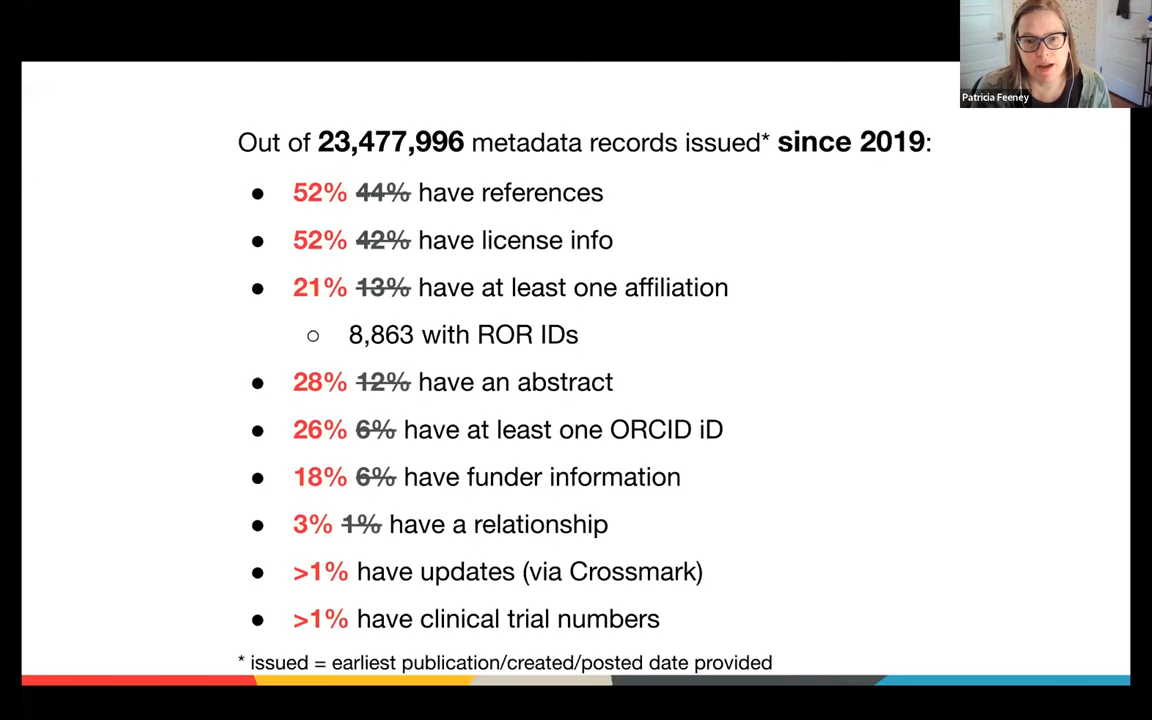 Patricia Feeney
Out of 23,477,996 metadata records issued* since 2019:
● 52% 44% have references
● 52% 42% have license info
● 21% 13% have at least one affiliation
○ 8,863 with ROR IDs
● 28% 12% have an abstract
● 26% 6% have at least one ORCID iD
● 18% 6% have funder information
● 3% 1% have a relationship
● >1% have updates (via Crossmark)
● >1% have clinical trial numbers
* issued = earliest publication/created/posted date provided